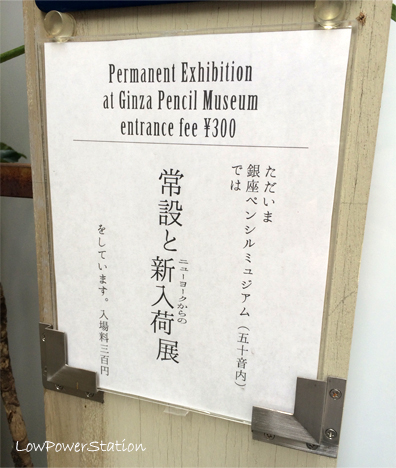 Permanent Exhibition
at Ginza Pencil Museum
entrance fee ¥300
ただいま
銀座ペンシルミュジアム（五十音内）
では
常設と新入荷展
ニューヨークからの
をしています。入場料三百円
LowPowerStation